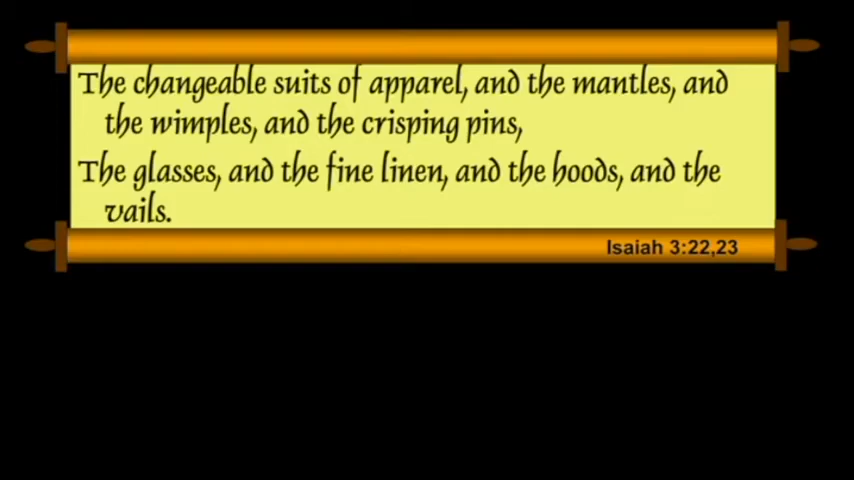 The changeable suits of apparel, and the mantles, and
the wimples, and the crisping pins,
The glasses, and the fine linen, and the hoods, and the
vails.
Isaiah 3:22,23